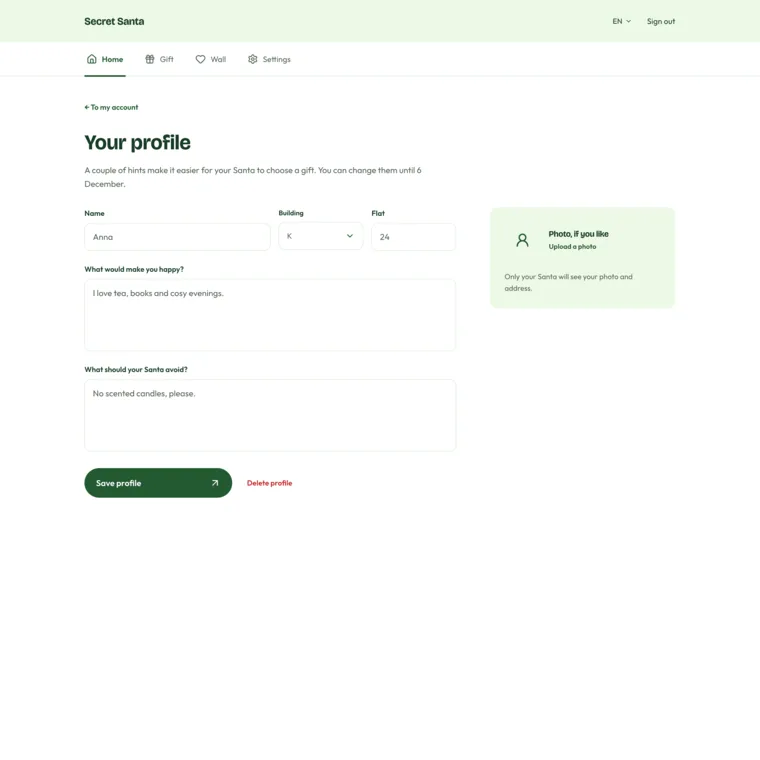 Secret Santa
EN
Sign out
Home
Gift
Wall
Settings
← To my account
Your profile
A couple of hints make it easier for your Santa to choose a gift. You can change them until 6
December.
Name
Building
Flat
Anna
K
24
What would make you happy?
I love tea, books and cosy evenings.
What should your Santa avoid?
No scented candles, please.
Save profile
Delete profile
Photo, if you like
Upload a photo
Only your Santa will see your photo and
address.